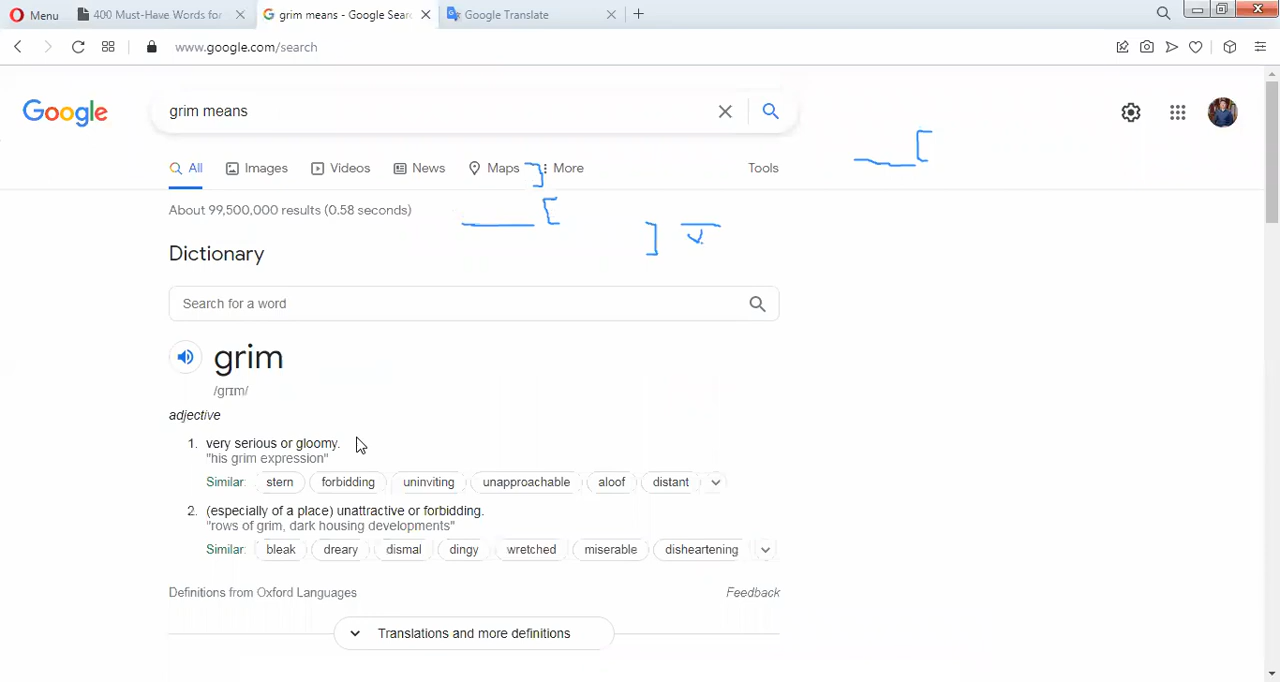 Menu 400 Must-Have Words for grim means - Google Sear Google Translate
www.google.com/search
Google grim means
All Images Videos News Maps More Tools
About 99,500,000 results (0.58 seconds)
Dictionary
Search for a word
grim
/ɡrɪm/
adjective
1. very serious or gloomy.
"his grim expression"
Similar: stern forbidding uninviting unapproachable aloof distant
2. (especially of a place) unattractive or forbidding.
"rows of grim, dark housing developments"
Similar: bleak dreary dismal dingy wretched miserable disheartening
Definitions from Oxford Languages Feedback
Translations and more definitions